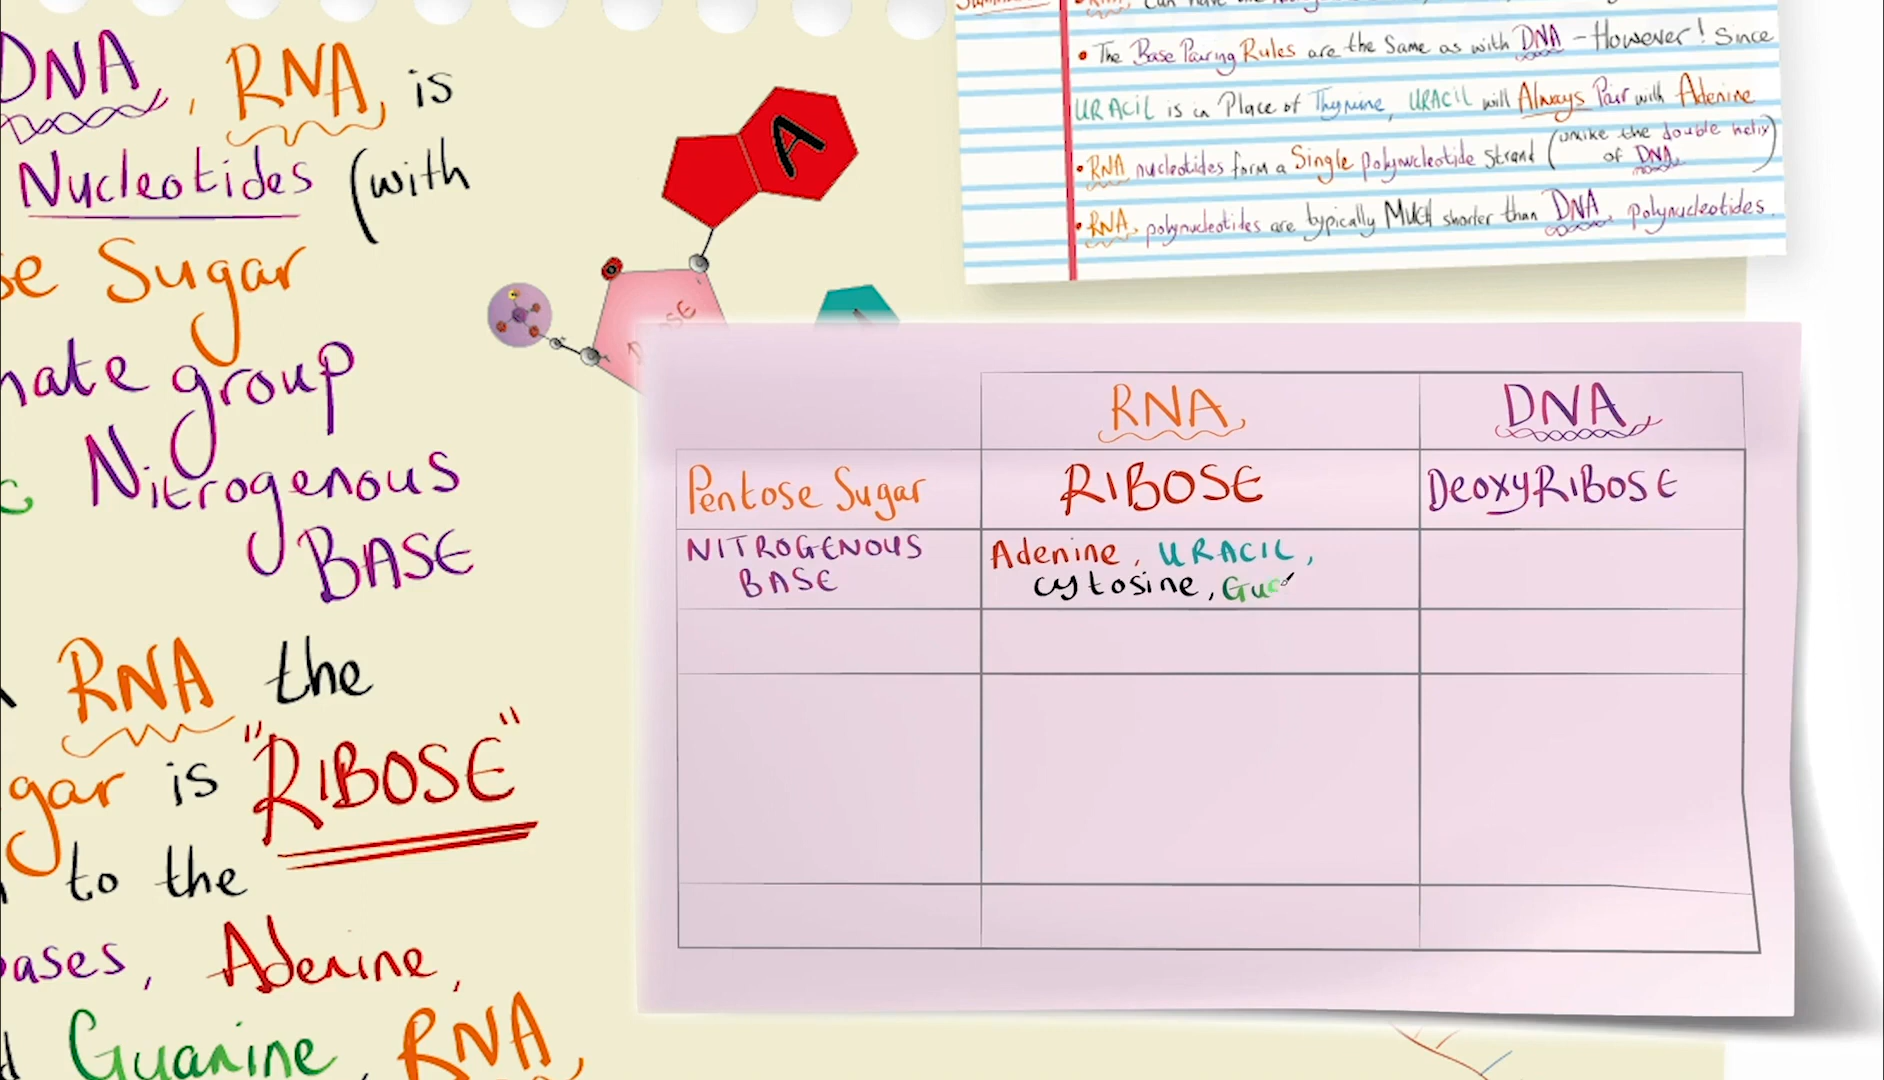 DNA, RNA, is
Nucleotides (with
se Sugar
hate group
Nitrogenous
BASE
RNA the
gar is "RIBOSE"
to the
bases, Adenine,
Guanine, RNA
A
• The Base Pairing Rules are the Same as with DNA - However! Since
URACIL is in Place of Thymine, URACIL will Always Pair with Adenine
• RNA nucleotides form a Single polynucleotide strand (unlike the double helix
of DNA)
• RNA polynucleotides are typically MUCH shorter than DNA polynucleotides.
RNA DNA
Pentose Sugar RIBOSE DeoxyRIBOSE
NITROGENOUS Adenine, URACIL,
BASE Cytosine, Gua